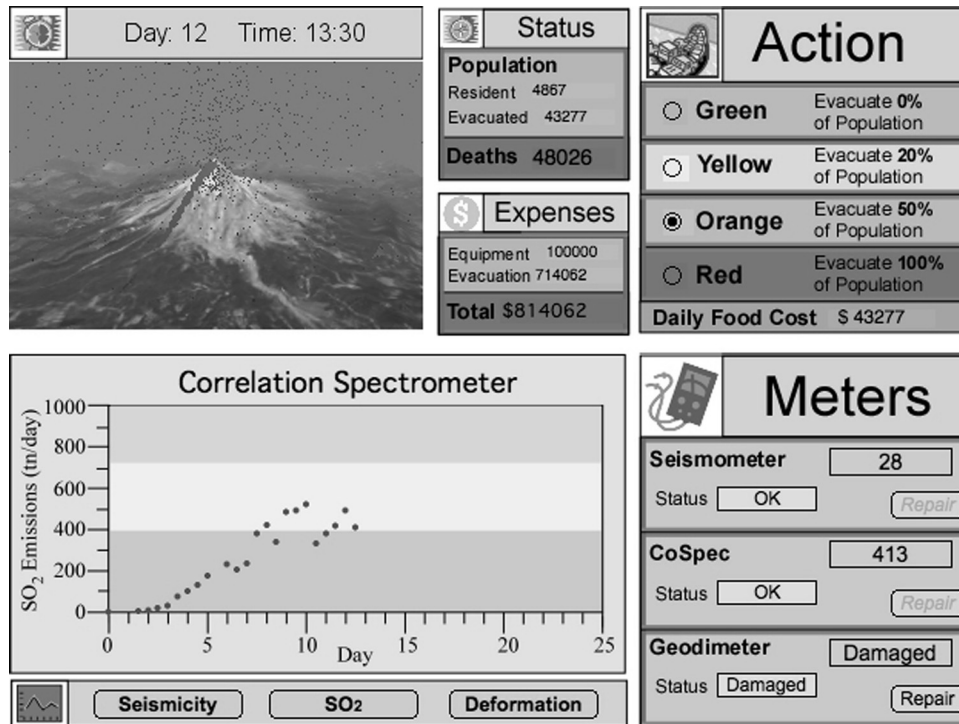 Day: 12 Time: 13:30
Status
Population
Resident 4867
Evacuated 43277
Deaths 48026
Expenses
Equipment 100000
Evacuation 714062
Total $814062
Action
Green Evacuate 0%
of Population
Yellow Evacuate 20%
of Population
Orange Evacuate 50%
of Population
Red Evacuate 100%
of Population
Daily Food Cost $ 43277
Correlation Spectrometer
SO2 Emissions (tn/day)
1000
800
600
400
200
0
0 5 10 15 20 25
Day
Seismicity SO2 Deformation
Meters
Seismometer 28
Status OK Repair
CoSpec 413
Status OK Repair
Geodimeter Damaged
Status Damaged Repair